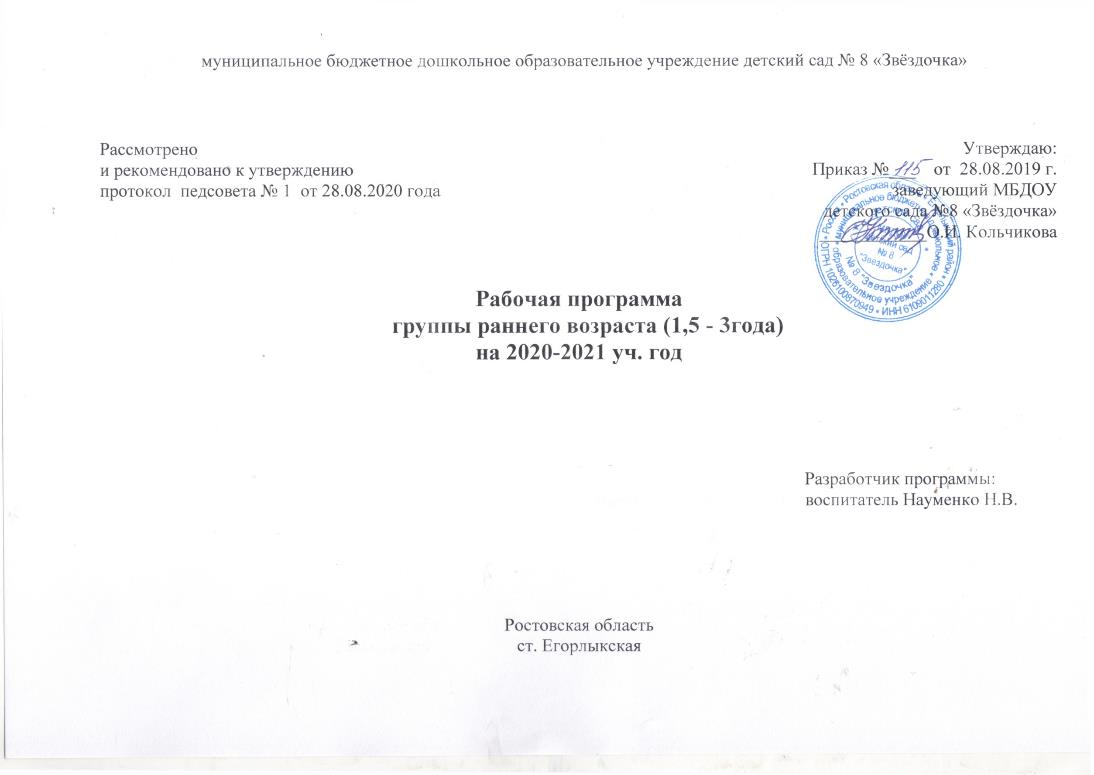 муниципальное бюджетное дошкольное образовательное учреждение детский сад № 8 «Звёздочка»
Рассмотрено
и рекомендовано к утверждению
протокол педсовета № 1 от 28.08.2020 года
Утверждаю:
Приказ № 115 от 28.08.2019 г.
заведующий МБДОУ
детского сада №8 «Звёздочка»
О.И. Кольчикова
Рабочая программа
группы раннего возраста (1,5 - 3года)
на 2020-2021 уч. год
Разработчик программы:
воспитатель Науменко Н.В.
Ростовская область
ст. Егорлыкская